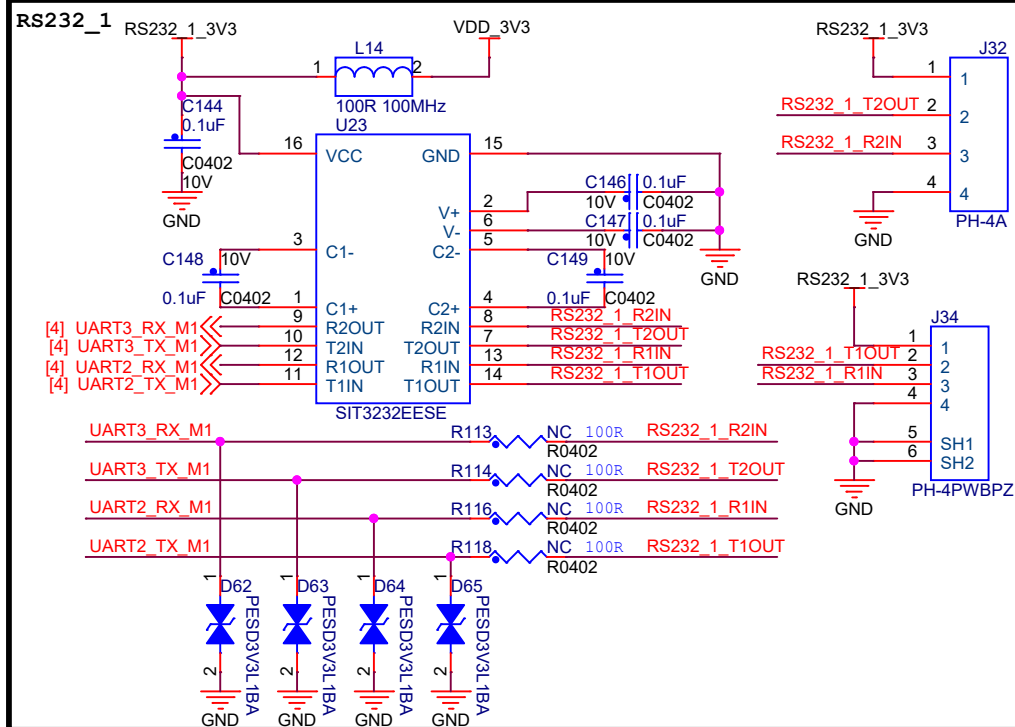 RS232_1
RS232_1_3V3
VDD_3V3
L14
1
2
100R 100MHz
C144
0.1uF
C0402
10V
GND
U23
16
VCC
GND
15
V+
2
V-
6
C2-
5
3
C1-
1
C1+
C2+
4
9
R2OUT
R2IN
8
10
T2IN
T2OUT
7
12
R1OUT
R1IN
13
11
T1IN
T1OUT
14
SIT3232EESE
C146
0.1uF
10V
C0402
C147
0.1uF
10V
C0402
GND
C148
10V
0.1uF
C0402
C149
10V
0.1uF
C0402
[4] UART3_RX_M1
[4] UART3_TX_M1
[4] UART2_RX_M1
[4] UART2_TX_M1
RS232_1_R2IN
RS232_1_T2OUT
RS232_1_R1IN
RS232_1_T1OUT
RS232_1_3V3
J32
1
1
RS232_1_T2OUT
2
2
RS232_1_R2IN
3
3
4
4
GND
PH-4A
RS232_1_3V3
J34
1
1
RS232_1_T1OUT
2
2
RS232_1_R1IN
3
3
4
4
5
SH1
6
SH2
GND
PH-4PWBPZ
UART3_RX_M1
R113
NC
100R
R0402
RS232_1_R2IN
UART3_TX_M1
R114
NC
100R
R0402
RS232_1_T2OUT
UART2_RX_M1
R116
NC
100R
R0402
RS232_1_R1IN
UART2_TX_M1
R118
NC
100R
R0402
RS232_1_T1OUT
1
D62
PESD3V3L1BA
2
GND
1
D63
PESD3V3L1BA
2
GND
1
D64
PESD3V3L1BA
2
GND
1
D65
PESD3V3L1BA
2
GND